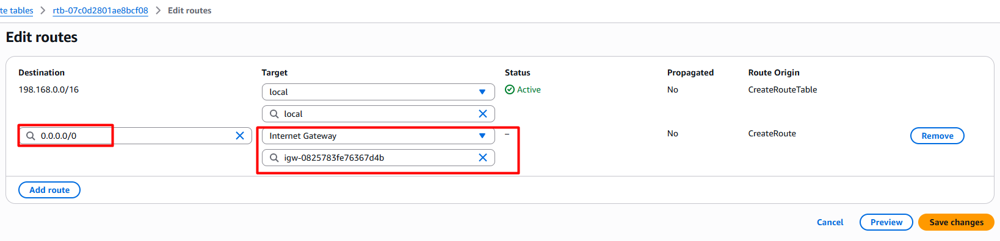 te tables > rtb-07c0d2801ae8bcf08 > Edit routes
Edit routes
Destination Target Status Propagated Route Origin
198.168.0.0/16 local Active No CreateRouteTable
local
0.0.0.0/0 Internet Gateway – No CreateRoute Remove
igw-0825783fe76367d4b
Add route
Cancel Preview Save changes